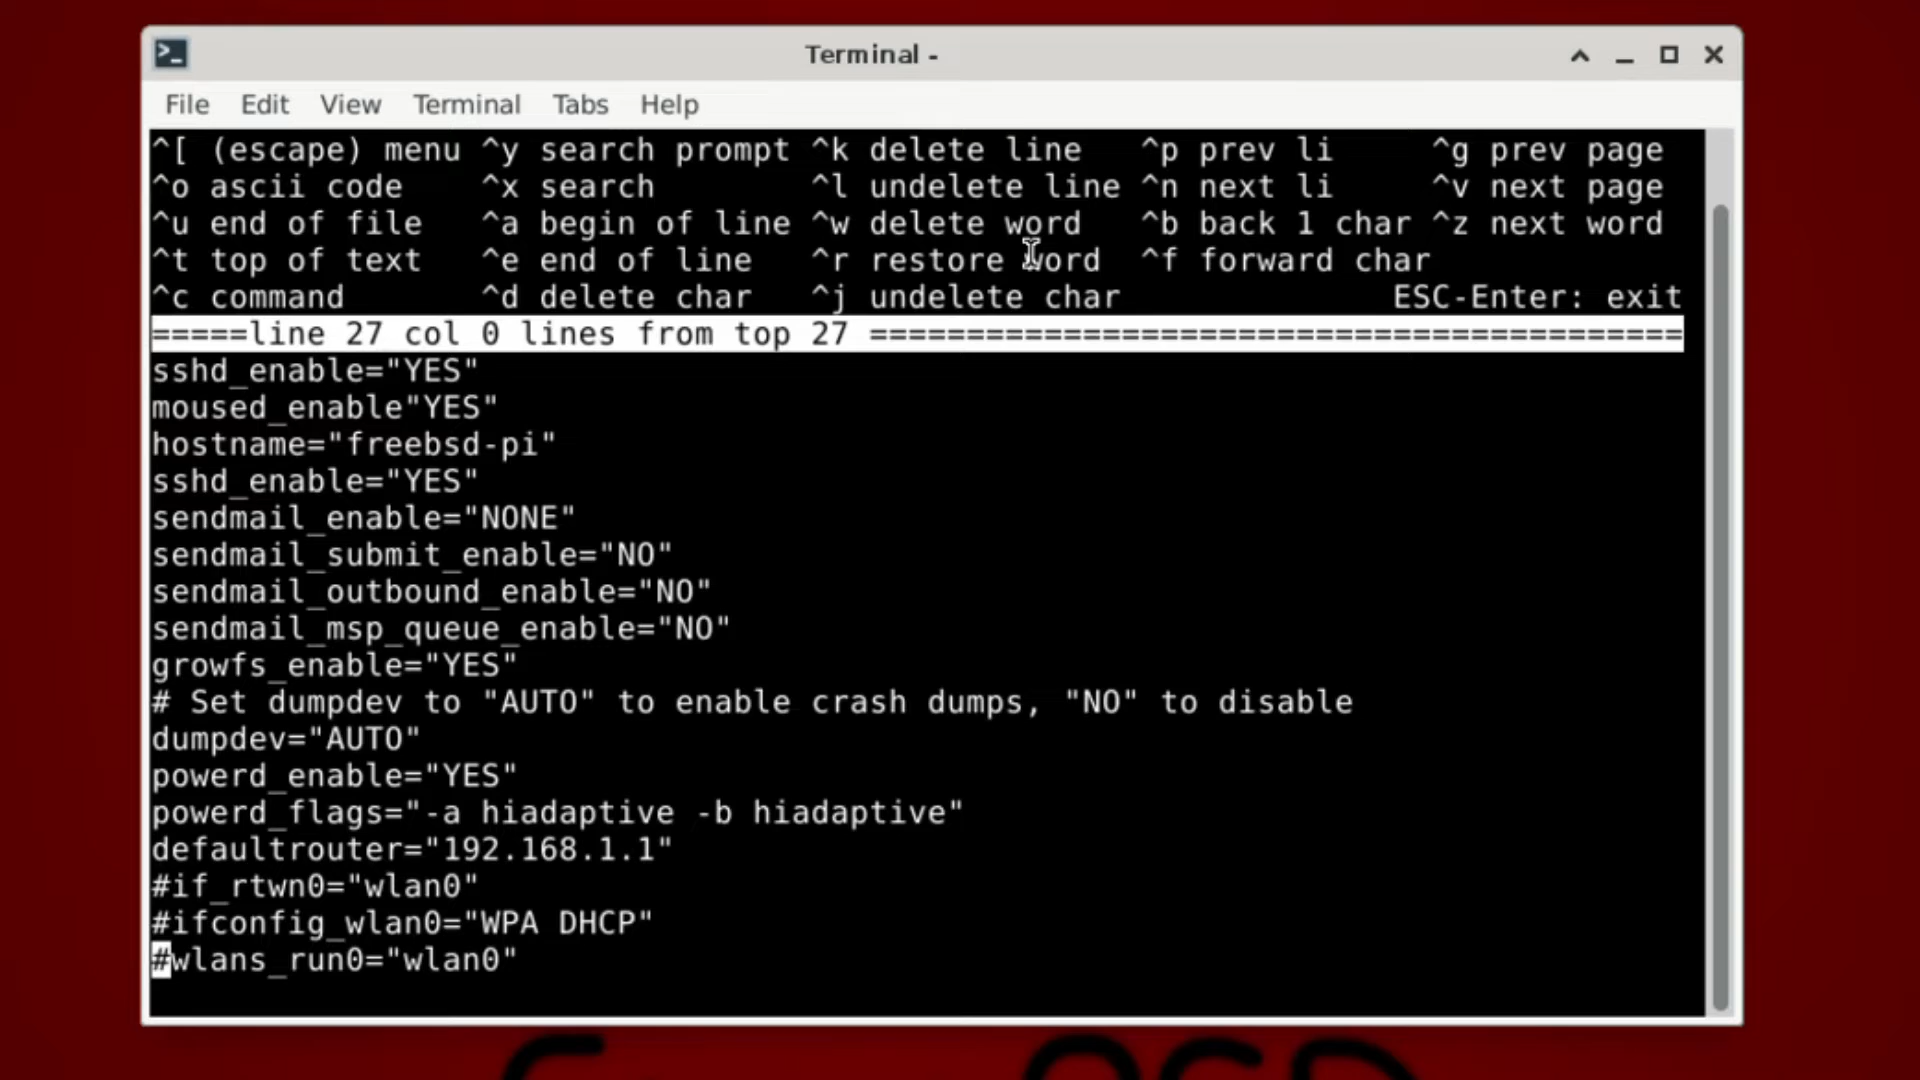 Terminal -
File Edit View Terminal Tabs Help
^[ (escape) menu ^y search prompt ^k delete line ^p prev li ^g prev page
^o ascii code ^x search ^l undelete line ^n next li ^v next page
^u end of file ^a begin of line ^w delete word ^b back 1 char ^z next word
^t top of text ^e end of line ^r restore word ^f forward char
^c command ^d delete char ^j undelete char ESC-Enter: exit
=====line 27 col 0 lines from top 27 ==========================================
sshd_enable="YES"
moused_enable"YES"
hostname="freebsd-pi"
sshd_enable="YES"
sendmail_enable="NONE"
sendmail_submit_enable="NO"
sendmail_outbound_enable="NO"
sendmail_msp_queue_enable="NO"
growfs_enable="YES"
# Set dumpdev to "AUTO" to enable crash dumps, "NO" to disable
dumpdev="AUTO"
powerd_enable="YES"
powerd_flags="-a hiadaptive -b hiadaptive"
defaultrouter="192.168.1.1"
#if_rtwn0="wlan0"
#ifconfig_wlan0="WPA DHCP"
#wlans_run0="wlan0"